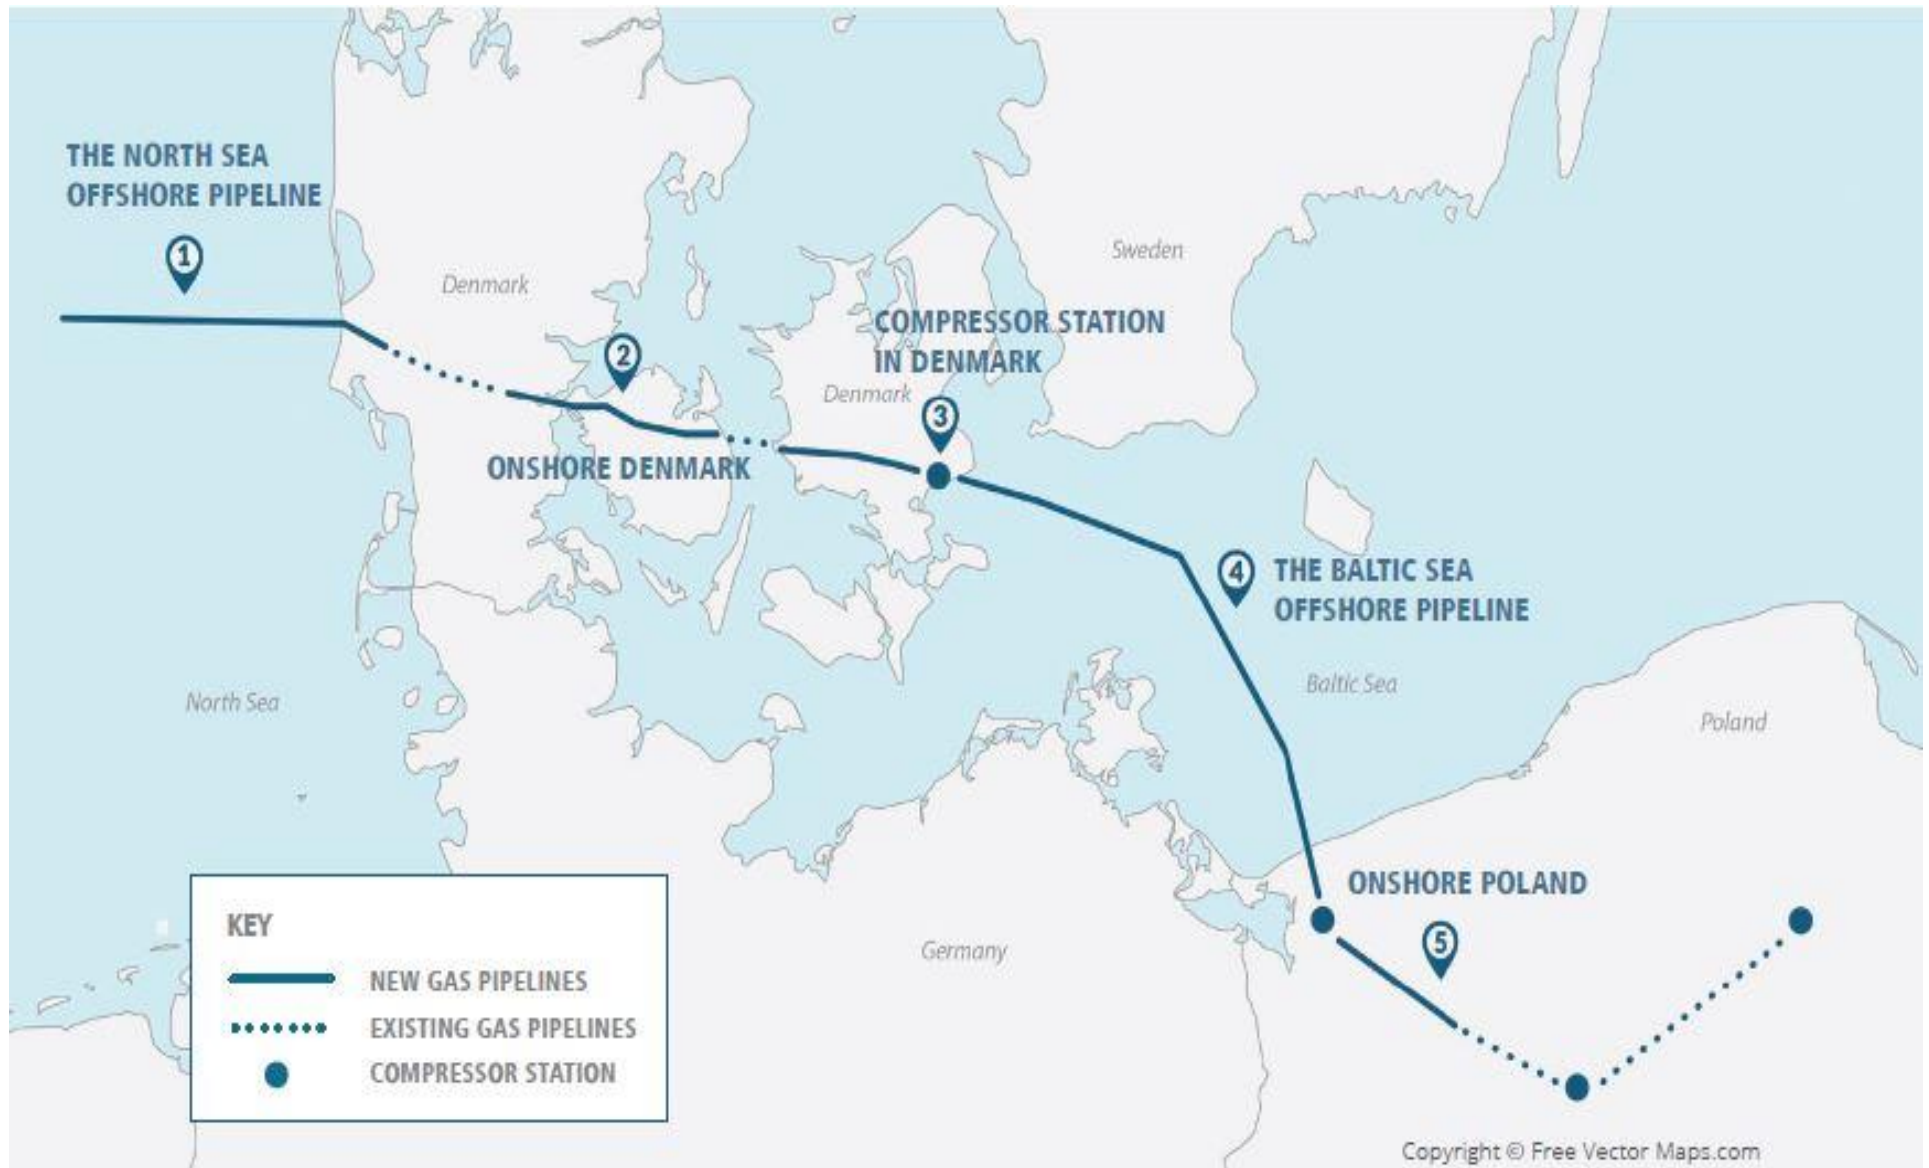 THE NORTH SEA
OFFSHORE PIPELINE
1
Denmark
Sweden
2
COMPRESSOR STATION
IN DENMARK
Denmark
3
ONSHORE DENMARK
4
THE BALTIC SEA
OFFSHORE PIPELINE
North Sea
Baltic Sea
Poland
ONSHORE POLAND
5
Germany
KEY
NEW GAS PIPELINES
EXISTING GAS PIPELINES
COMPRESSOR STATION
Copyright © Free Vector Maps.com